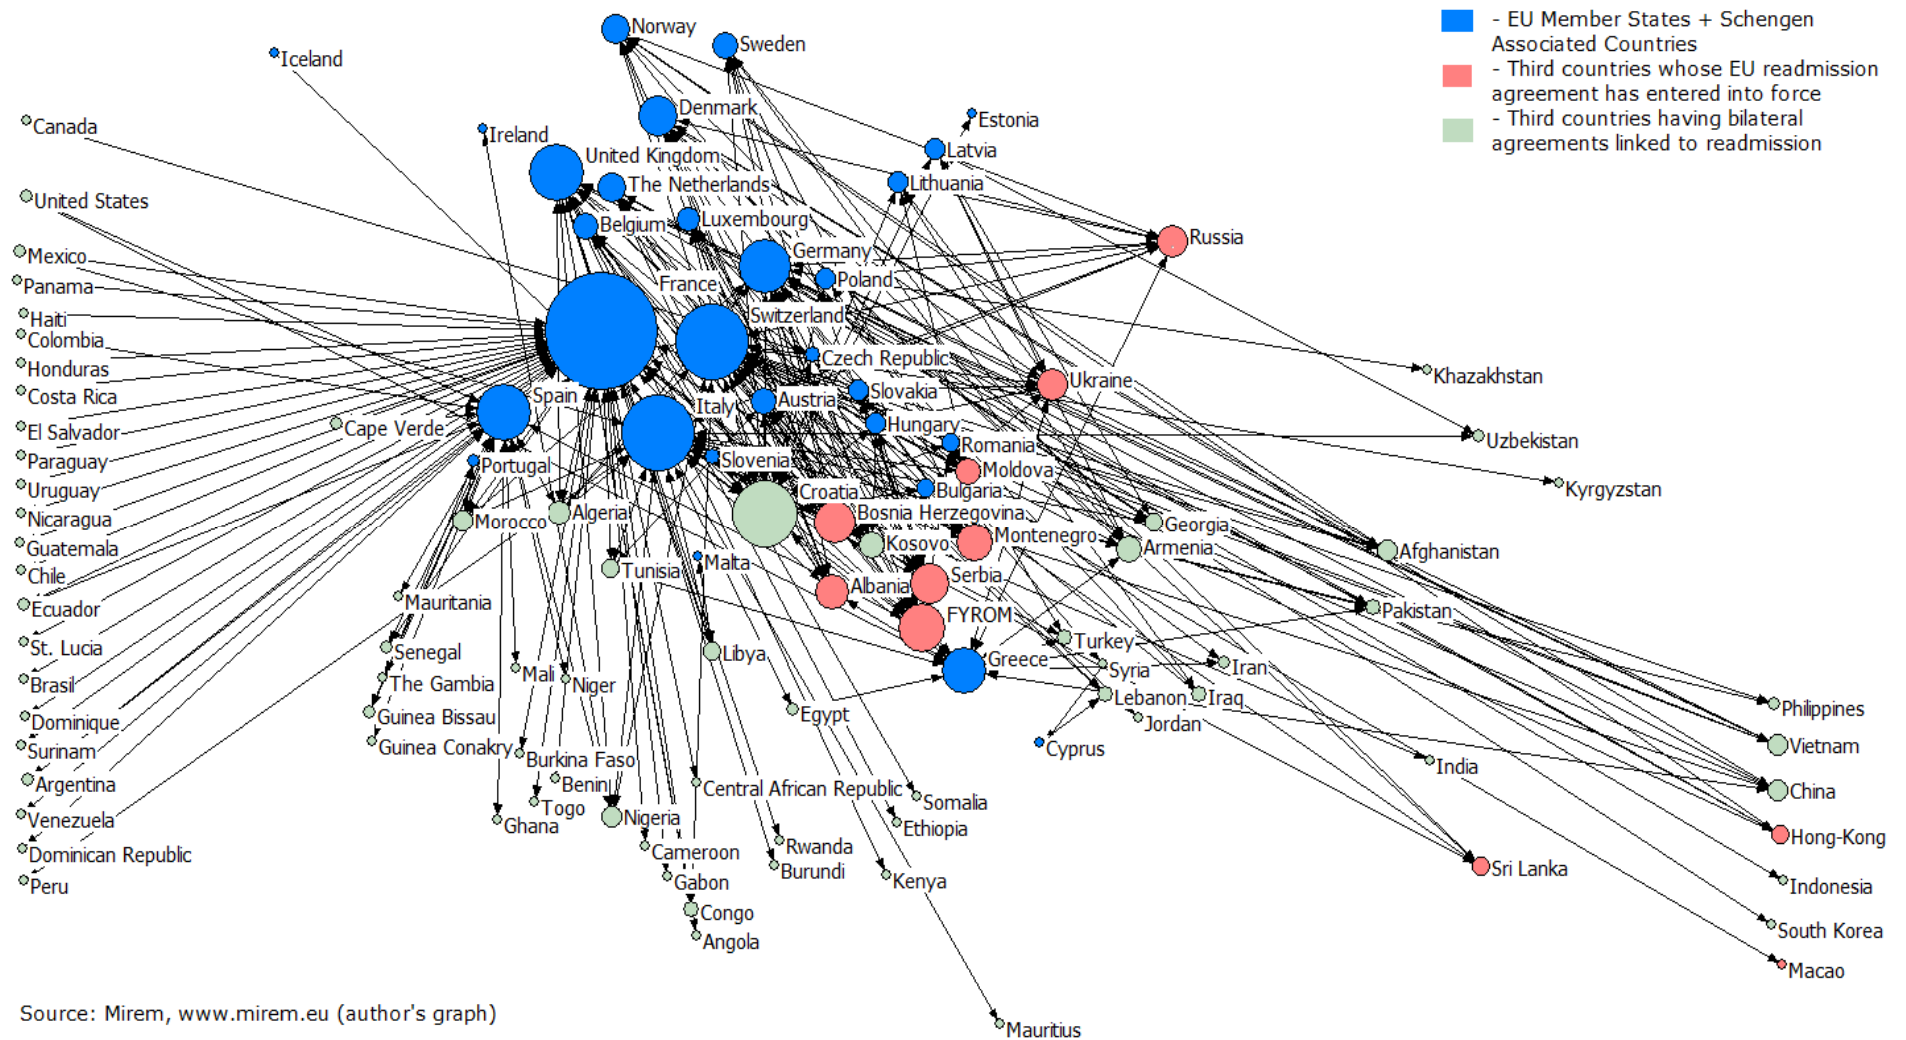 - EU Member States + Schengen
Associated Countries
- Third countries whose EU readmission
agreement has entered into force
- Third countries having bilateral
agreements linked to readmission
Norway
Sweden
Iceland
Denmark
Estonia
Canada
Ireland
Latvia
United Kingdom
The Netherlands
Lithuania
United States
Belgium
Luxembourg
Russia
Germany
Mexico
Panama
France
Poland
Haiti
Switzerland
Colombia
Czech Republic
Honduras
Khazakhstan
Ukraine
Costa Rica
Spain
Slovakia
Austria
Italy
Cape Verde
Hungary
El Salvador
Uzbekistan
Romania
Paraguay
Portugal
Slovenia
Moldova
Uruguay
Croatia
Bulgaria
Kyrgyzstan
Nicaragua
Morocco
Algeria
Bosnia Herzegovina
Georgia
Guatemala
Kosovo
Montenegro
Armenia
Afghanistan
Chile
Tunisia
Malta
Albania
Serbia
Ecuador
Mauritania
FYROM
Pakistan
St. Lucia
Senegal
Libya
Turkey
Greece
Syria
Iran
Brasil
The Gambia
Mali
Niger
Lebanon
Iraq
Dominique
Guinea Bissau
Egypt
Jordan
Philippines
Surinam
Guinea Conakry
Cyprus
Vietnam
Burkina Faso
India
Argentina
Benin
Central African Republic
China
Venezuela
Togo
Ghana
Nigeria
Somalia
Ethiopia
Hong-Kong
Dominican Republic
Cameroon
Rwanda
Burundi
Sri Lanka
Peru
Gabon
Kenya
Indonesia
Congo
South Korea
Angola
Macao
Source: Mirem, www.mirem.eu (author's graph)
Mauritius